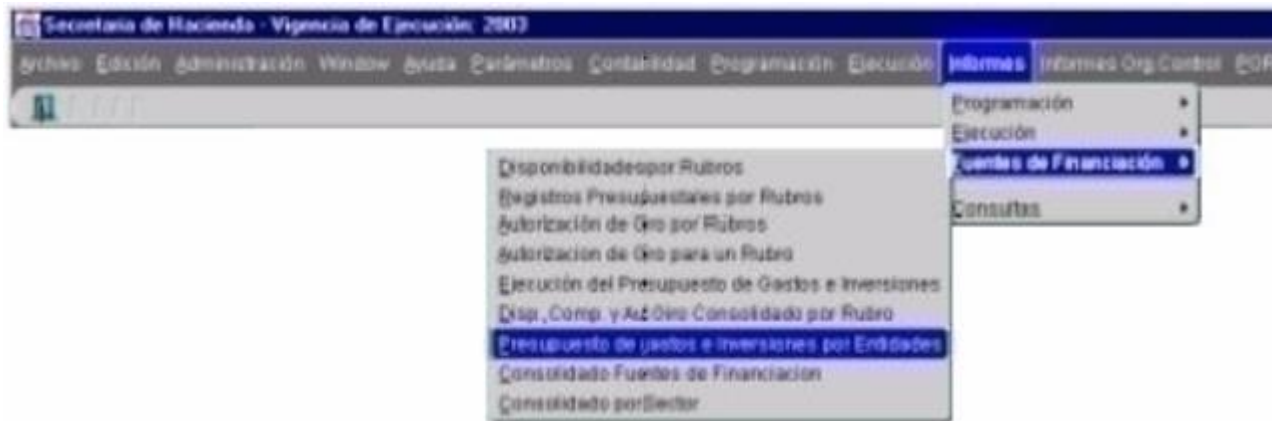 Secretaria de Hacienda - Vigencia de Ejecución: 2003
Archivo Edición Administración Window Ayuda Parámetros Contabilidad Programación Ejecución Informes Informes Org.Control
Programación
Ejecución
Fuentes de Financiación
Consultas
Disponibilidadespor Rubros
Registros Presupuestales por Rubros
Autorización de Giro por Rubros
Autorizacion de Giro para un Rubro
Ejecución del Presupuesto de Gastos e Inversiones
Disp.,Comp. y Aut.Giro Consolidado por Rubro
Presupuesto de gastos e Inversiones por Entidades
Consolidado Fuentes de Financiacion
Consolidado porSector